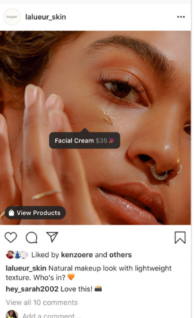 lalueur_skin
Facial Cream $35
View Products
Liked by kenzoere and others
lalueur_skin Natural makeup look with lightweight
texture. Who's in? 🧡
hey_sarah2002 Love this! 📸
View all 10 comments
Add a comment...